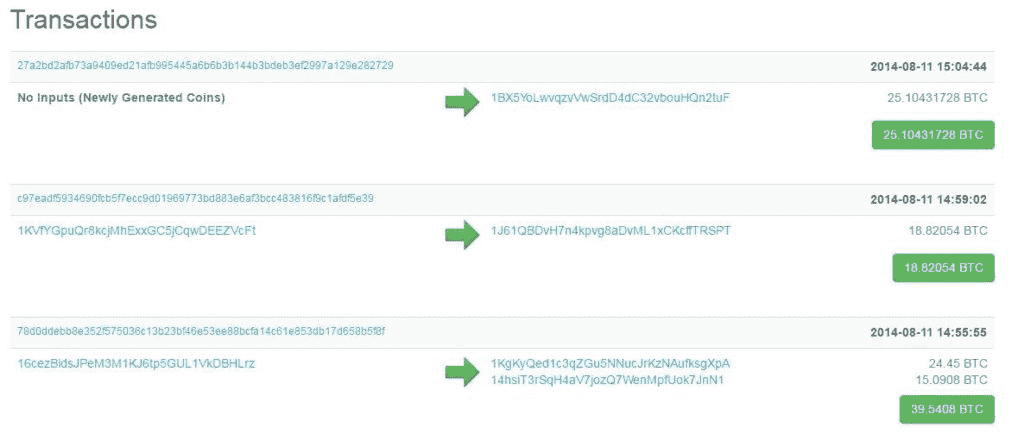 Transactions
27a2bd2afb73a9409ed21afb995445a6b6b3b144b3bdeb3ef2997a129e282729 2014-08-11 15:04:44
No Inputs (Newly Generated Coins) 1BX5YoLwvqzvVwSrdD4dC32vbouHQn2tuF 25.10431728 BTC
25.10431728 BTC
c97eadf5934690fcb5f7ecc9d01969773bd883e6af3bcc483816f9c1afdf5e39 2014-08-11 14:59:02
1KVfYGpuQr8kcjMhExxGC5jCqwDEEZVcFt 1J61QBDvH7n4kpvg8aDvML1xCKcffTRSPT 18.82054 BTC
18.82054 BTC
78d0ddebb8e352f575036c13b23bf46e53ee88bcfa14c61e853db17d658b5f8f 2014-08-11 14:55:55
16cezBidsJPeM3M1KJ6tp5GUL1VkDBHLrz 1KgKyQed1c3qZGu5NNucJrKzNAufksgXpA 24.45 BTC
14hsiT3rSqH4aV7jozQ7WenMpfUok7JnN1 15.0908 BTC
39.5408 BTC